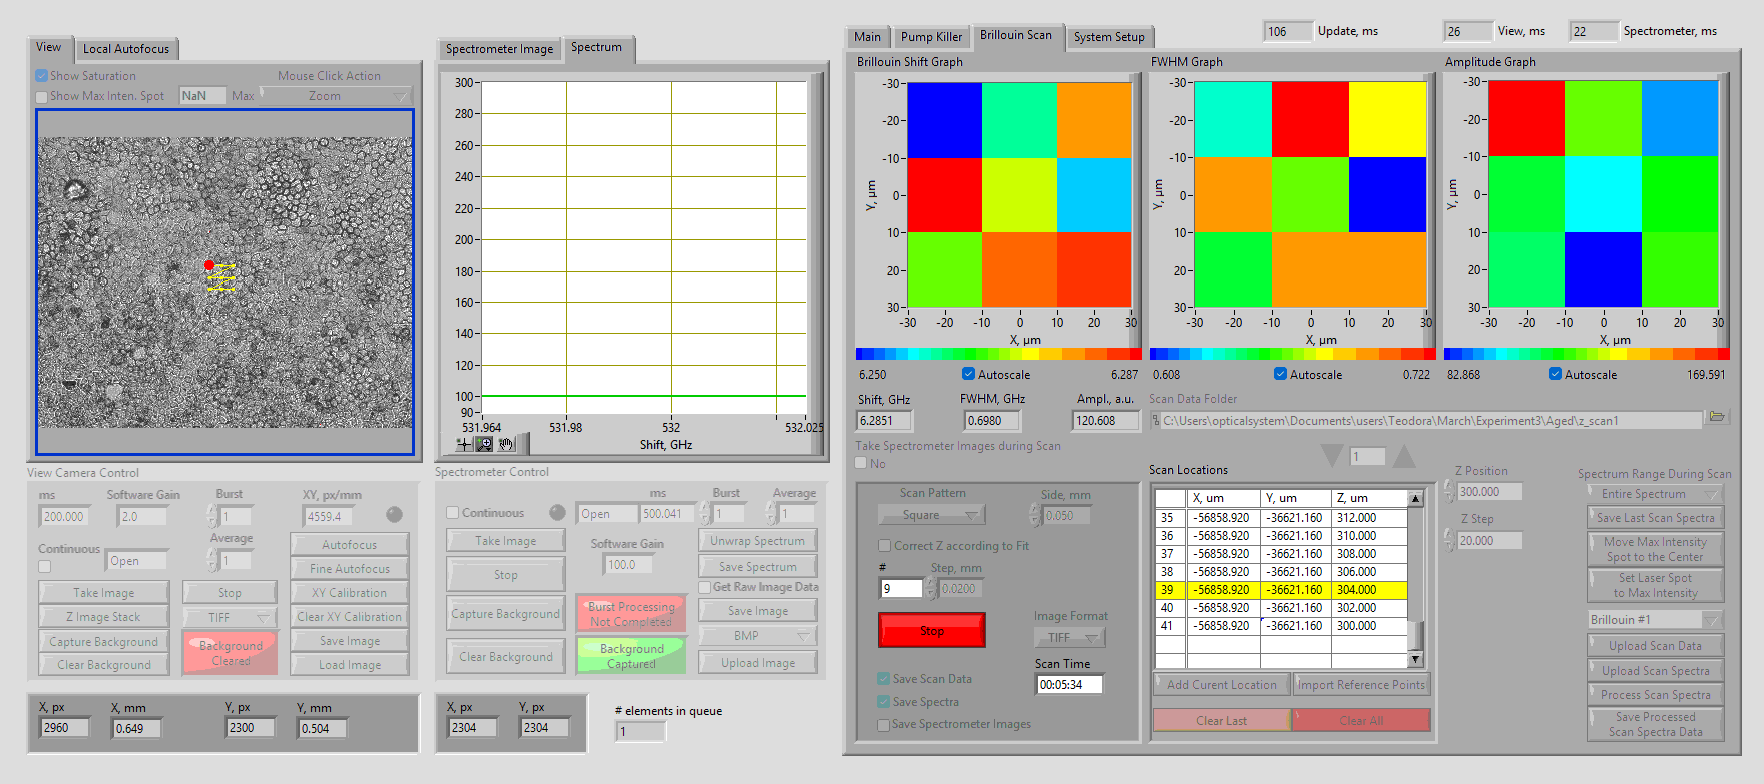 View
Local Autofocus
Show Saturation
Mouse Click Action
Show Max Inten. Spot
NaN
Max
Zoom
View Camera Control
ms
Software Gain
Burst
XY, px/mm
200.000
2.0
1
4559.4
Average
Continuous
Open
1
Autofocus
Fine Autofocus
Take Image
Stop
XY Calibration
Z Image Stack
TIFF
Clear XY Calibration
Capture Background
Background
Cleared
Save Image
Clear Background
Load Image
X, px
X, mm
Y, px
Y, mm
2960
0.649
2300
0.504
Spectrometer Image
Spectrum
300
280
260
240
220
200
180
160
140
120
100
90
531.964
531.98
532
532.025
Shift, GHz
Spectrometer Control
ms
Burst
Average
Continuous
Open
500.041
1
1
Take Image
Software Gain
100.0
Unwrap Spectrum
Stop
Save Spectrum
Get Raw Image Data
Capture Background
Burst Processing
Not Completed
Save Image
BMP
Clear Background
Background
Captured
Upload Image
X, px
Y, px
2304
2304
# elements in queue
1
106
Update, ms
26
View, ms
22
Spectrometer, ms
Main
Pump Killer
Brillouin Scan
System Setup
Brillouin Shift Graph
-30
-20
-10
0
10
20
30
Y, µm
-30
-20
-10
0
10
20
30
X, µm
6.250
Autoscale
6.287
FWHM Graph
-30
-20
-10
0
10
20
30
Y, µm
-30
-20
-10
0
10
20
30
X, µm
0.608
Autoscale
0.722
Amplitude Graph
-30
-20
-10
0
10
20
30
Y, µm
-30
-20
-10
0
10
20
30
X, µm
82.868
Autoscale
169.591
Shift, GHz
FWHM, GHz
Ampl., a.u.
Scan Data Folder
6.2851
0.6980
120.608
C:\Users\opticalsystem\Documents\users\Teodora\March\Experiment3\Aged\z_scan1
Take Spectrometer Images during Scan
No
1
Scan Pattern
Side, mm
Square
0.050
Correct Z according to Fit
#
Step, mm
9
0.0200
Stop
Image Format
TIFF
Scan Time
00:05:34
Save Scan Data
Save Spectra
Save Spectrometer Images
Scan Locations
X, um
Y, um
Z, um
35 -56858.920 -36621.160 312.000
36 -56858.920 -36621.160 310.000
37 -56858.920 -36621.160 308.000
38 -56858.920 -36621.160 306.000
39 -56858.920 -36621.160 304.000
40 -56858.920 -36621.160 302.000
41 -56858.920 -36621.160 300.000
Add Curent Location
Import Reference Points
Clear Last
Clear All
Z Position
300.000
Z Step
20.000
Spectrum Range During Scan
Entire Spectrum
Save Last Scan Spectra
Move Max Intensity
Spot to the Center
Set Laser Spot
to Max Intensity
Brillouin #1
Upload Scan Data
Upload Scan Spectra
Process Scan Spectra
Save Processed
Scan Spectra Data